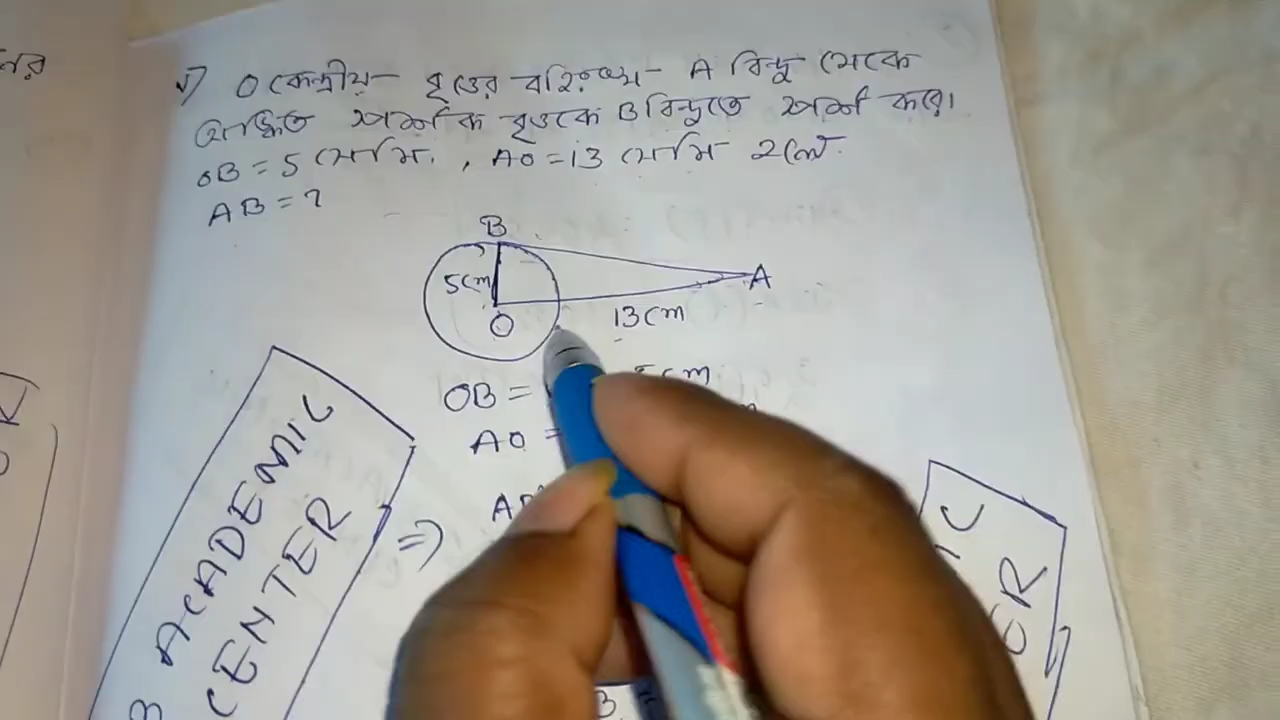 v) O কেন্দ্রীয় বৃত্তের বহিঃস্থ A বিন্দু থেকে
অঙ্কিত স্পর্শক বৃত্তকে B বিন্দুতে স্পর্শ করে।
OB = 5 সেমি. , AO = 13 সেমি হলে.
AB = ?
B
5cm
A
O
13cm
OB =
5cm
AO =
⇒
ACADEMIC
CENTER